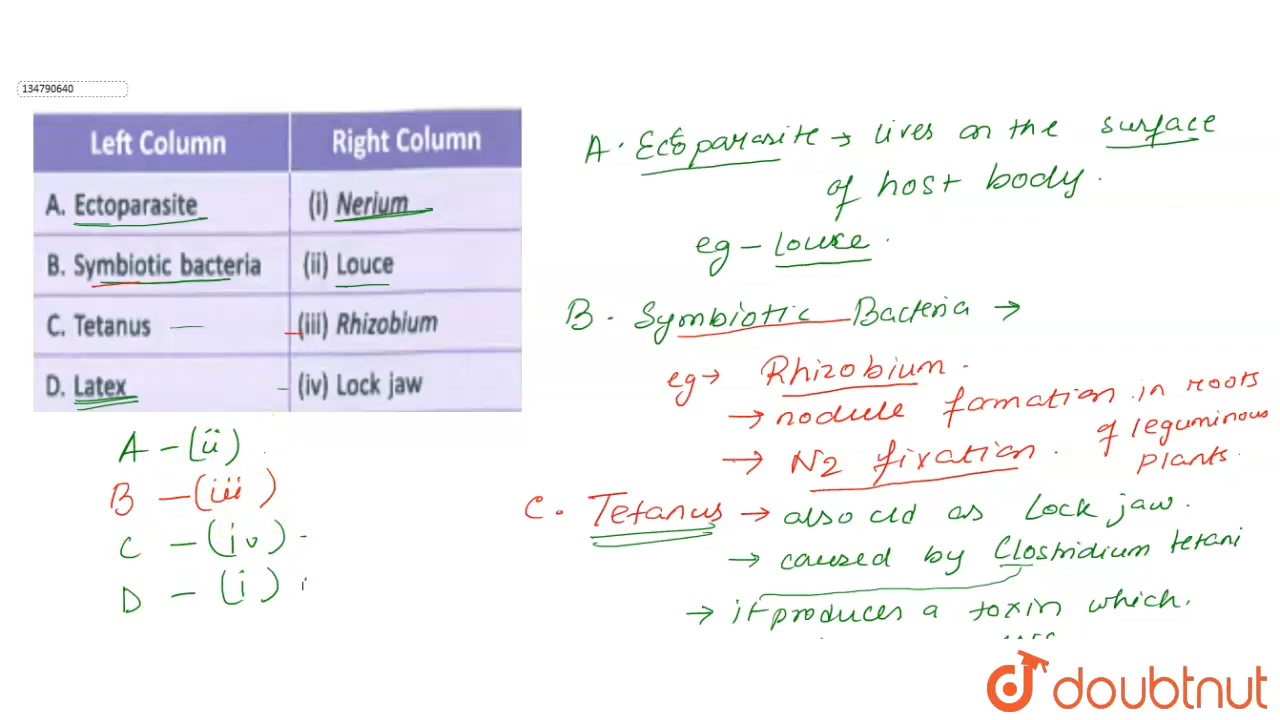 134790640
Left Column Right Column
A. Ectoparasite (i) Nerium
B. Symbiotic bacteria (ii) Louce
C. Tetanus (iii) Rhizobium
D. Latex (iv) Lock jaw
A - (ii)
B - (iii)
C - (iv)
D - (i)
A. Ectoparasite → lives on the surface
of host body.
eg - Louse.
B. Symbiotic Bacteria →
eg → Rhizobium.
→ nodule formation in roots
of leguminous
plants.
→ N2 fixation.
C. Tetanus → also cld as Lock jaw.
→ caused by Clostridium tetani
→ it produces a toxin which
doubtnut